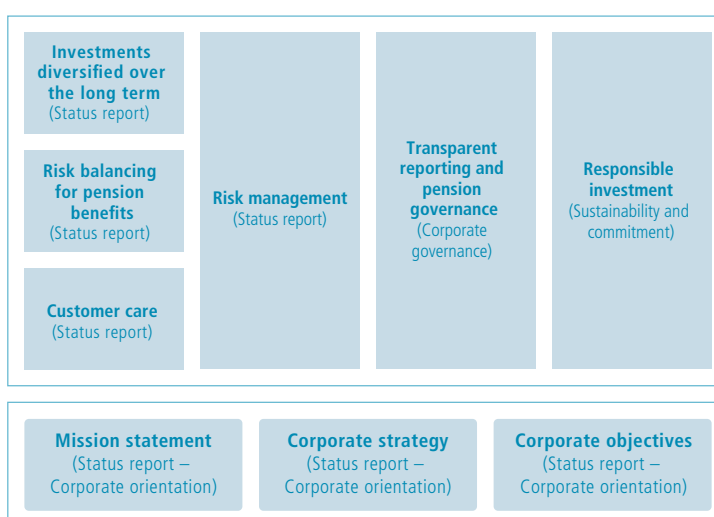 Investments
diversified over
the long term
(Status report)
Risk balancing
for pension
benefits
(Status report)
Customer care
(Status report)
Risk management
(Status report)
Transparent
reporting and
pension
governance
(Corporate
governance)
Responsible
investment
(Sustainability and
commitment)
Mission statement
(Status report –
Corporate orientation)
Corporate strategy
(Status report –
Corporate orientation)
Corporate objectives
(Status report –
Corporate orientation)